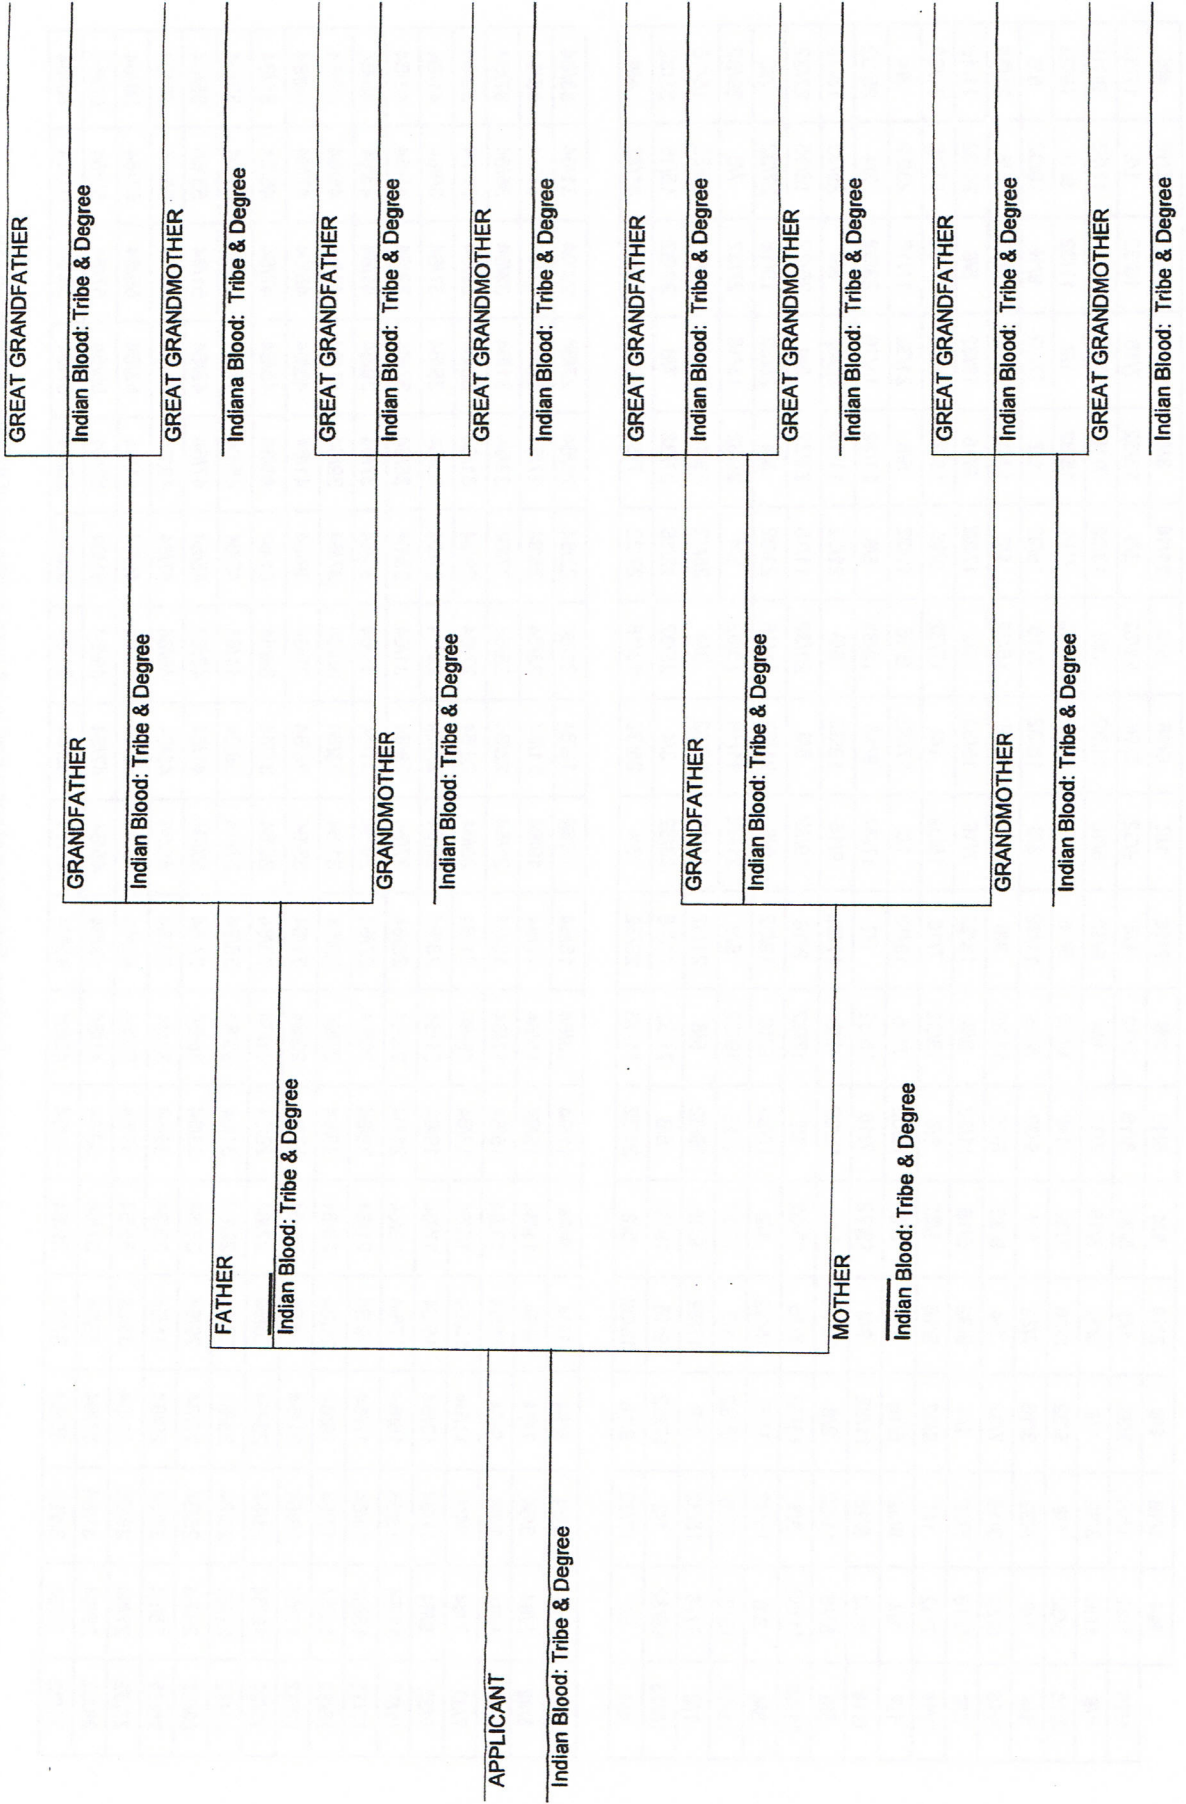 APPLICANT
Indian Blood: Tribe & Degree
FATHER
Indian Blood: Tribe & Degree
MOTHER
Indian Blood: Tribe & Degree
GRANDFATHER
Indian Blood: Tribe & Degree
GRANDMOTHER
Indian Blood: Tribe & Degree
GRANDFATHER
Indian Blood: Tribe & Degree
GRANDMOTHER
Indian Blood: Tribe & Degree
GREAT GRANDFATHER
Indian Blood: Tribe & Degree
GREAT GRANDMOTHER
Indiana Blood: Tribe & Degree
GREAT GRANDFATHER
Indian Blood: Tribe & Degree
GREAT GRANDMOTHER
Indian Blood: Tribe & Degree
GREAT GRANDFATHER
Indian Blood: Tribe & Degree
GREAT GRANDMOTHER
Indian Blood: Tribe & Degree
GREAT GRANDFATHER
Indian Blood: Tribe & Degree
GREAT GRANDMOTHER
Indian Blood: Tribe & Degree